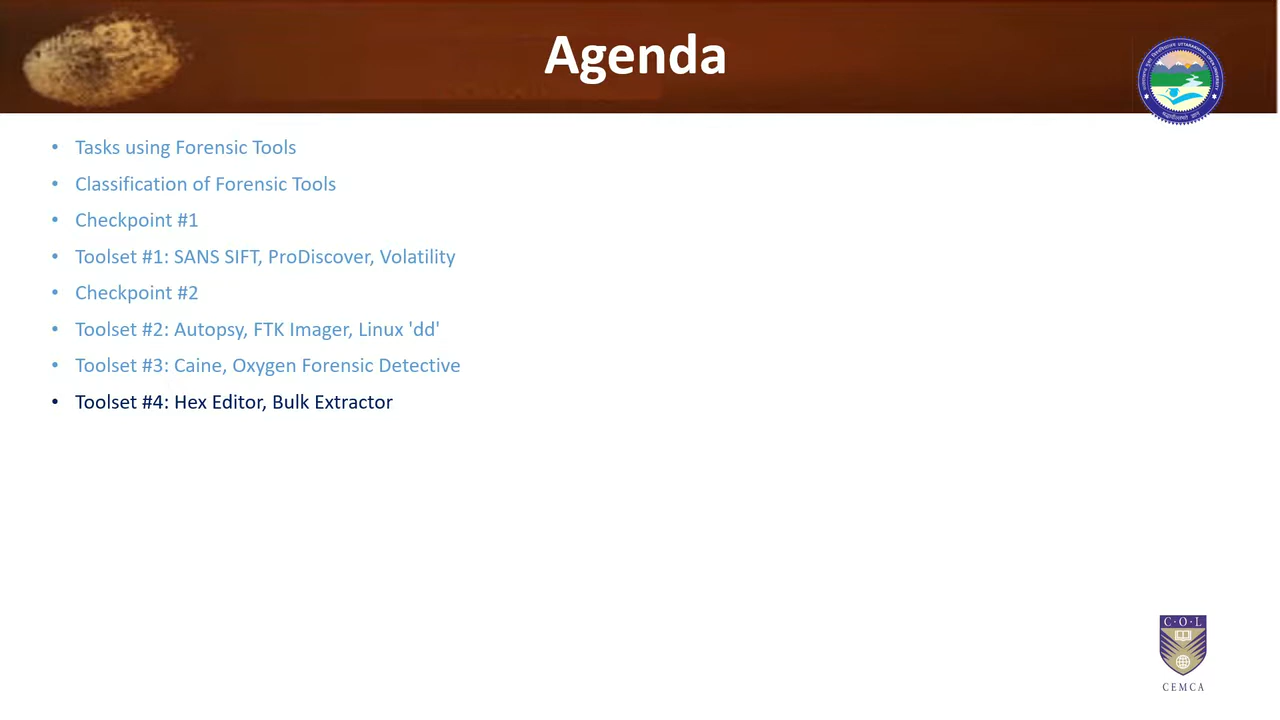 Agenda
• Tasks using Forensic Tools
• Classification of Forensic Tools
• Checkpoint #1
• Toolset #1: SANS SIFT, ProDiscover, Volatility
• Checkpoint #2
• Toolset #2: Autopsy, FTK Imager, Linux 'dd'
• Toolset #3: Caine, Oxygen Forensic Detective
• Toolset #4: Hex Editor, Bulk Extractor
C·O·L
CEMCA